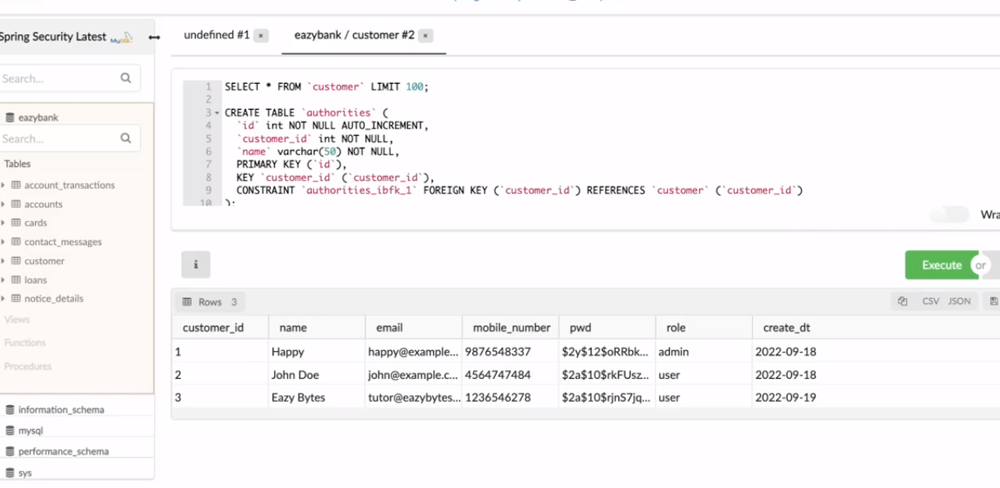 Spring Security Latest MySQL
Search...
eazybank
Search...
Tables
account_transactions
accounts
cards
contact_messages
customer
loans
notice_details
Views
Functions
Procedures
information_schema
mysql
performance_schema
sys
undefined #1 ×
eazybank / customer #2 ×
1 SELECT * FROM `customer` LIMIT 100;
2
3 CREATE TABLE `authorities` (
4 `id` int NOT NULL AUTO_INCREMENT,
5 `customer_id` int NOT NULL,
6 `name` varchar(50) NOT NULL,
7 PRIMARY KEY (`id`),
8 KEY `customer_id` (`customer_id`),
9 CONSTRAINT `authorities_ibfk_1` FOREIGN KEY (`customer_id`) REFERENCES `customer` (`customer_id`)
10 );
Wra
i
Execute or
Rows 3
CSV JSON
customer_id name email mobile_number pwd role create_dt
1 Happy happy@example... 9876548337 $2y$12$oRRbk... admin 2022-09-18
2 John Doe john@example.c... 4564747484 $2a$10$rkFUsz... user 2022-09-18
3 Eazy Bytes tutor@eazybytes... 1236546278 $2a$10$rjnS7jq... user 2022-09-19